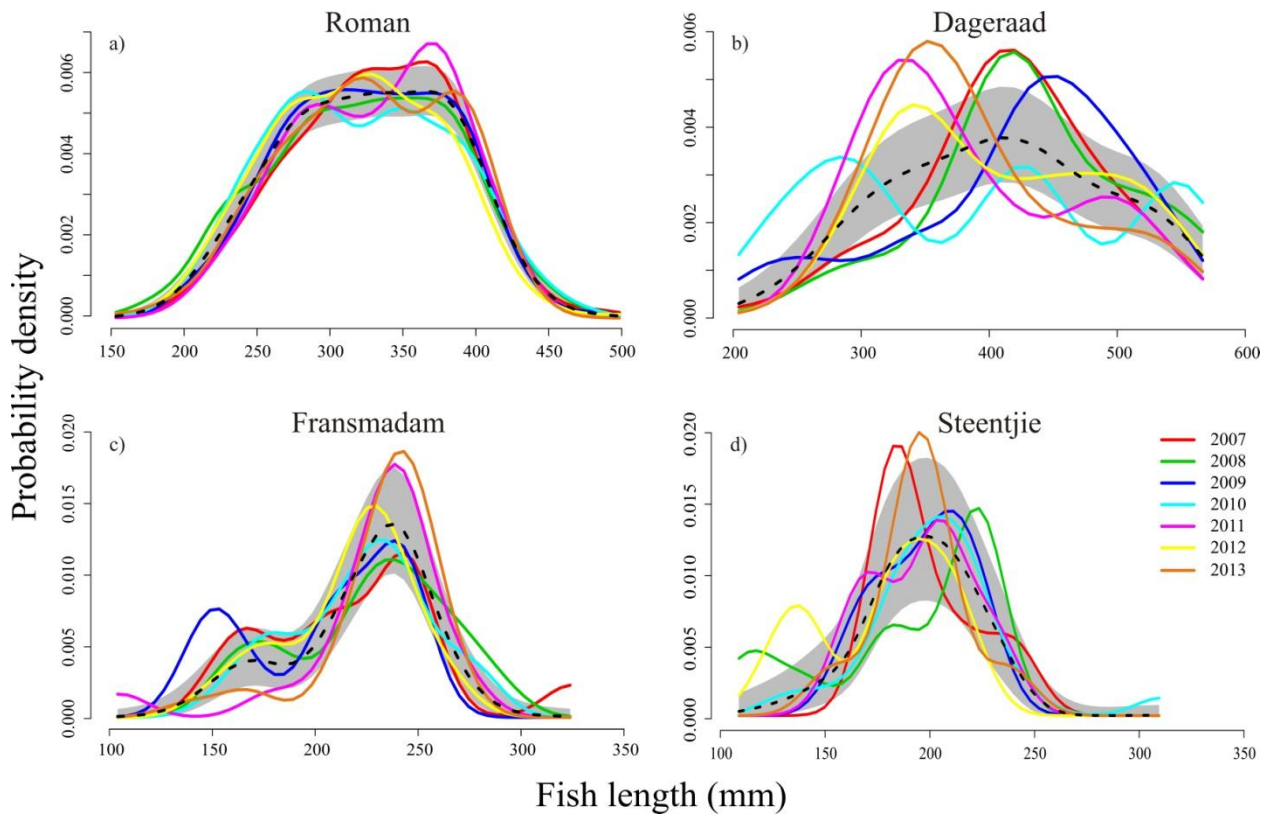 Roman
Dageraad
a)
b)
0.006
0.004
0.002
0.000
150 200 250 300 350 400 450 500
0.006
0.004
0.002
0.000
200 300 400 500 600
Probability density
Fransmadam
Steentjie
c)
d)
0.020
0.015
0.010
0.005
0.000
100 150 200 250 300 350
0.020
0.015
0.010
0.005
0.000
100 150 200 250 300 350
2007
2008
2009
2010
2011
2012
2013
Fish length (mm)